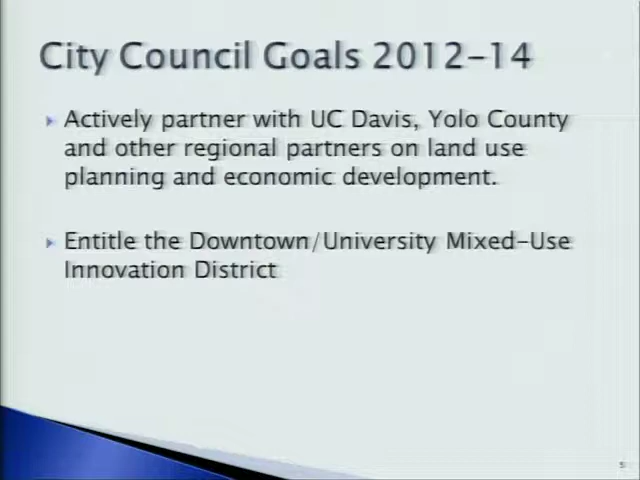 City Council Goals 2012-14
Actively partner with UC Davis, Yolo County
and other regional partners on land use
planning and economic development.
Entitle the Downtown/University Mixed-Use
Innovation District
5